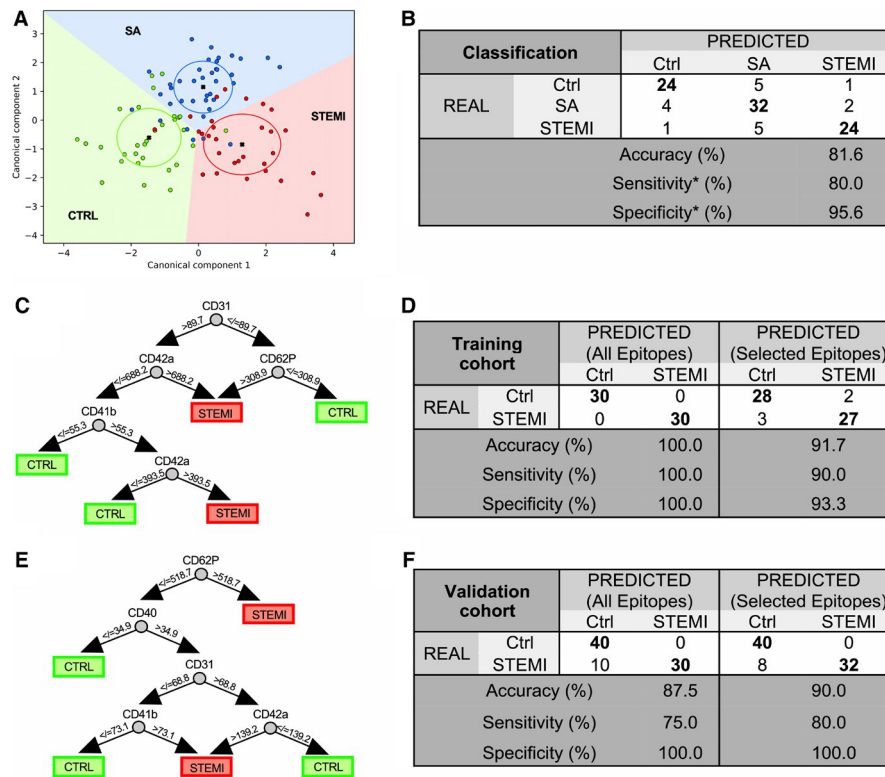 A
SA
STEMI
CTRL
Canonical component 2
3
2
1
0
−1
−2
−3
−4
−4
−2
0
2
4
Canonical component 1
B
Classification
PREDICTED
Ctrl SA STEMI
REAL
Ctrl 24 5 1
SA 4 32 2
STEMI 1 5 24
Accuracy (%) 81.6
Sensitivity* (%) 80.0
Specificity* (%) 95.6
C
CD31
>89.7 </=89.7
CD42a CD62P
</=688.2 >688.2 >308.9 </=308.9
CD41b STEMI CTRL
</=55.3 >55.3
CTRL CD42a
</=393.5 >393.5
CTRL STEMI
D
Training cohort
PREDICTED PREDICTED
(All Epitopes) (Selected Epitopes)
Ctrl STEMI Ctrl STEMI
REAL
Ctrl 30 0 28 2
STEMI 0 30 3 27
Accuracy (%) 100.0 91.7
Sensitivity (%) 100.0 90.0
Specificity (%) 100.0 93.3
E
CD62P
</=518.7 >518.7
CD40 STEMI
</=34.9 >34.9
CTRL CD31
</=68.8 >68.8
CD41b CD42a
</=73.1 >73.1 >139.2 </=139.2
CTRL STEMI CTRL
F
Validation cohort
PREDICTED PREDICTED
(All Epitopes) (Selected Epitopes)
Ctrl STEMI Ctrl STEMI
REAL
Ctrl 40 0 40 0
STEMI 10 30 8 32
Accuracy (%) 87.5 90.0
Sensitivity (%) 75.0 80.0
Specificity (%) 100.0 100.0